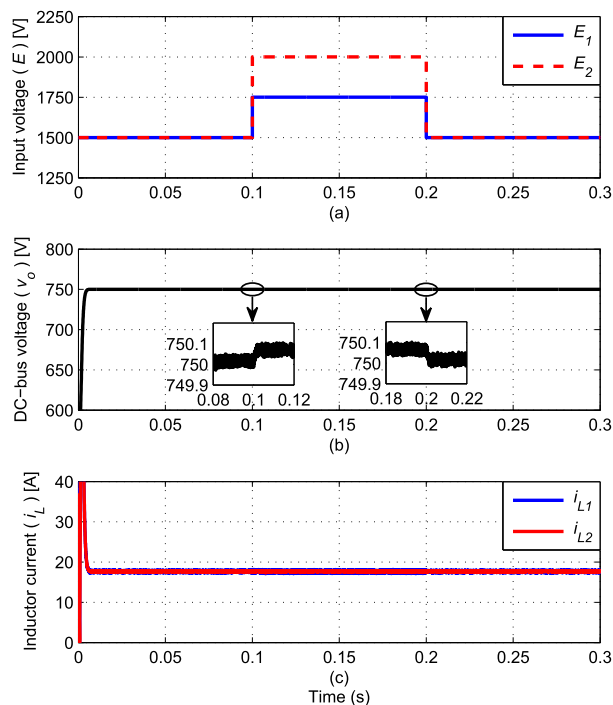 2250
2000
1750
1500
1250
Input voltage (E) [V]
E1
E2
0 0.05 0.1 0.15 0.2 0.25 0.3
(a)
800
750
700
650
600
DC-bus voltage (vo) [V]
750.1
750
749.9
0.08 0.1 0.12
750.1
750
749.9
0.18 0.2 0.22
0 0.05 0.1 0.15 0.2 0.25 0.3
(b)
40
30
20
10
0
Inductor current (iL) [A]
iL1
iL2
0 0.05 0.1 0.15 0.2 0.25 0.3
(c)
Time (s)